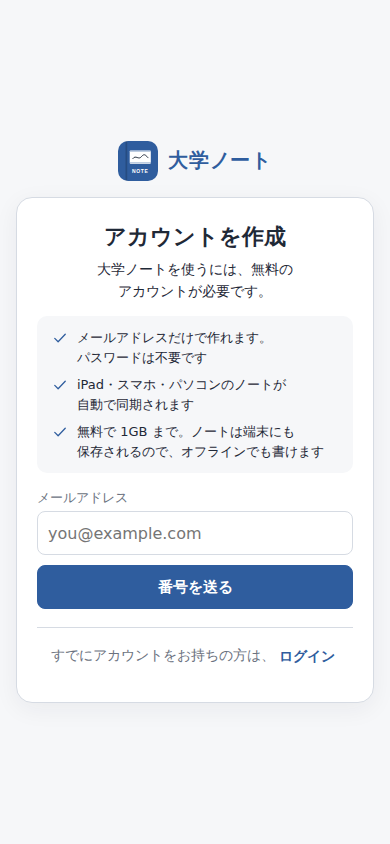 NOTE
大学ノート
アカウントを作成
大学ノートを使うには、無料の
アカウントが必要です。
メールアドレスだけで作れます。
パスワードは不要です
iPad・スマホ・パソコンのノートが
自動で同期されます
無料で 1GB まで。ノートは端末にも
保存されるので、オフラインでも書けます
メールアドレス
you@example.com
番号を送る
すでにアカウントをお持ちの方は、 ログイン